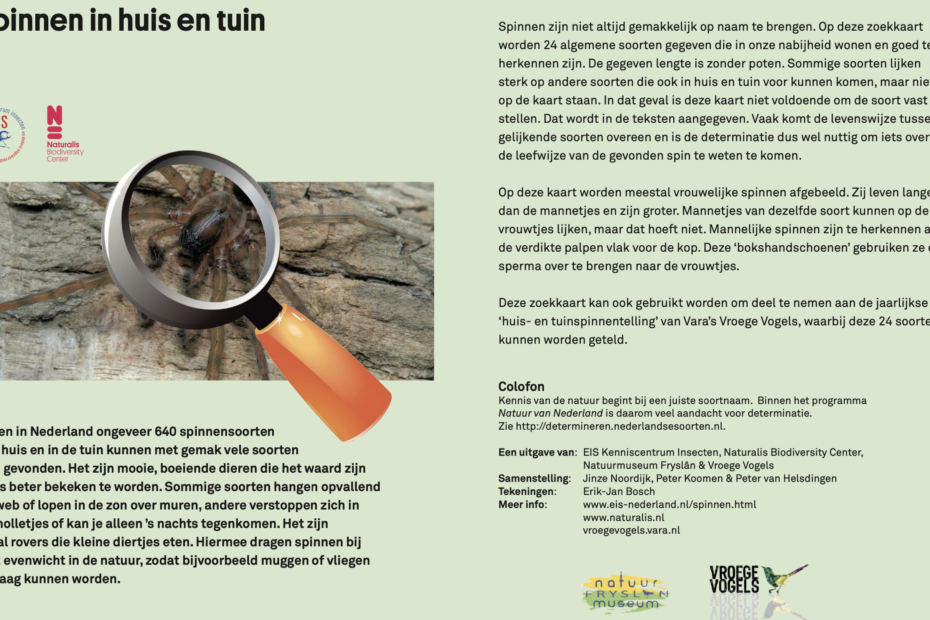 pinnen in huis en tuin
Naturalis
Biodiversity
Center
en in Nederland ongeveer 640 spinnensoorten
huis en in de tuin kunnen met gemak vele soorten
gevonden. Het zijn mooie, boeiende dieren die het waard zijn
s beter bekeken te worden. Sommige soorten hangen opvallend
web of lopen in de zon over muren, andere verstoppen zich in
holletjes of kan je alleen 's nachts tegenkomen. Het zijn
al rovers die kleine diertjes eten. Hiermee dragen spinnen bij
t evenwicht in de natuur, zodat bijvoorbeeld muggen of vliegen
aag kunnen worden.
Spinnen zijn niet altijd gemakkelijk op naam te brengen. Op deze zoekkaart
worden 24 algemene soorten gegeven die in onze nabijheid wonen en goed te
herkennen zijn. De gegeven lengte is zonder poten. Sommige soorten lijken
sterk op andere soorten die ook in huis en tuin voor kunnen komen, maar nie
op de kaart staan. In dat geval is deze kaart niet voldoende om de soort vast
stellen. Dat wordt in de teksten aangegeven. Vaak komt de levenswijze tusse
gelijkende soorten overeen en is de determinatie dus wel nuttig om iets over
de leefwijze van de gevonden spin te weten te komen.
Op deze kaart worden meestal vrouwelijke spinnen afgebeeld. Zij leven lange
dan de mannetjes en zijn groter. Mannetjes van dezelfde soort kunnen op de
vrouwtjes lijken, maar dat hoeft niet. Mannelijke spinnen zijn te herkennen a
de verdikte palpen vlak voor de kop. Deze 'bokshandschoenen' gebruiken ze
sperma over te brengen naar de vrouwtjes.
Deze zoekkaart kan ook gebruikt worden om deel te nemen aan de jaarlijkse
'huis- en tuinspinnentelling' van Vara's Vroege Vogels, waarbij deze 24 soorte
kunnen worden geteld.
Colofon
Kennis van de natuur begint bij een juiste soortnaam. Binnen het programma
Natuur van Nederland is daarom veel aandacht voor determinatie.
Zie http://determineren.nederlandsesoorten.nl.
Een uitgave van: EIS Kenniscentrum Insecten, Naturalis Biodiversity Center,
Natuurmuseum Fryslân & Vroege Vogels
Samenstelling: Jinze Noordijk, Peter Koomen & Peter van Helsdingen
Tekeningen: Erik-Jan Bosch
Meer info: www.eis-nederland.nl/spinnen.html
www.naturalis.nl
vroegevogels.vara.nl
natuur
FRYSLÂN
museum
VROEGE
VOGELS